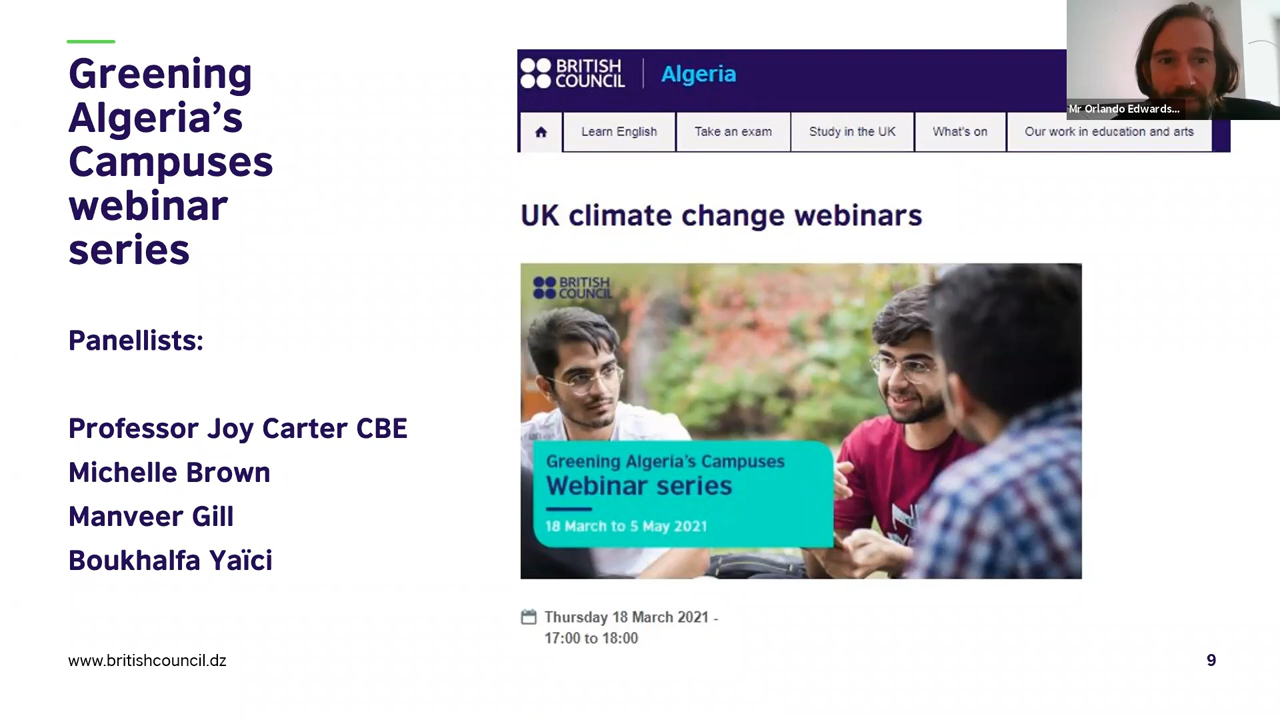 Greening
Algeria’s
Campuses
webinar
series
Panellists:
Professor Joy Carter CBE
Michelle Brown
Manveer Gill
Boukhalfa Yaïci
www.britishcouncil.dz
BRITISH
COUNCIL
Algeria
Learn English
Take an exam
Study in the UK
What's on
Our work in education and arts
UK climate change webinars
BRITISH
COUNCIL
Greening Algeria’s Campuses
Webinar series
18 March to 5 May 2021
Thursday 18 March 2021 -
17:00 to 18:00
9
Mr Orlando Edwards...